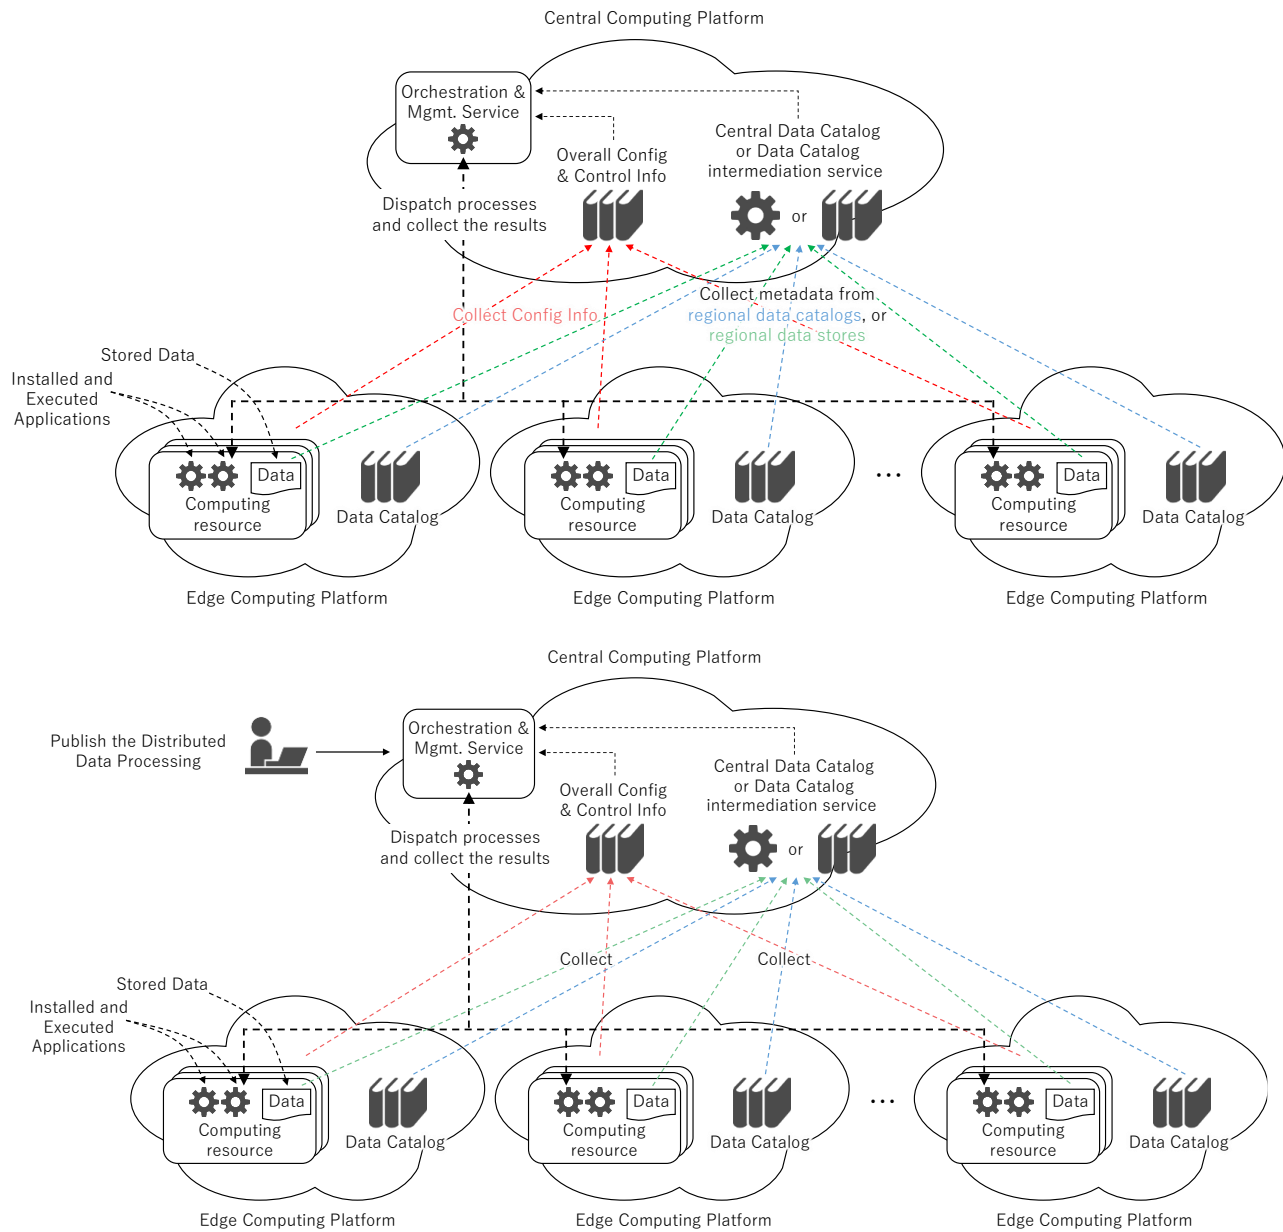 Central Computing Platform
Orchestration &
Mgmt. Service
Overall Config
& Control Info
Central Data Catalog
or Data Catalog
intermediation service
or
Dispatch processes
and collect the results
Collect Config Info
Collect metadata from
regional data catalogs, or
regional data stores
Stored Data
Installed and
Executed
Applications
Data
Computing
resource
Data Catalog
Edge Computing Platform
Data
Computing
resource
Data Catalog
Edge Computing Platform
...
Data
Computing
resource
Data Catalog
Edge Computing Platform
Central Computing Platform
Publish the Distributed
Data Processing
Orchestration &
Mgmt. Service
Overall Config
& Control Info
Central Data Catalog
or Data Catalog
intermediation service
or
Dispatch processes
and collect the results
Collect
Collect
Stored Data
Installed and
Executed
Applications
Data
Computing
resource
Data Catalog
Edge Computing Platform
Data
Computing
resource
Data Catalog
Edge Computing Platform
...
Data
Computing
resource
Data Catalog
Edge Computing Platform